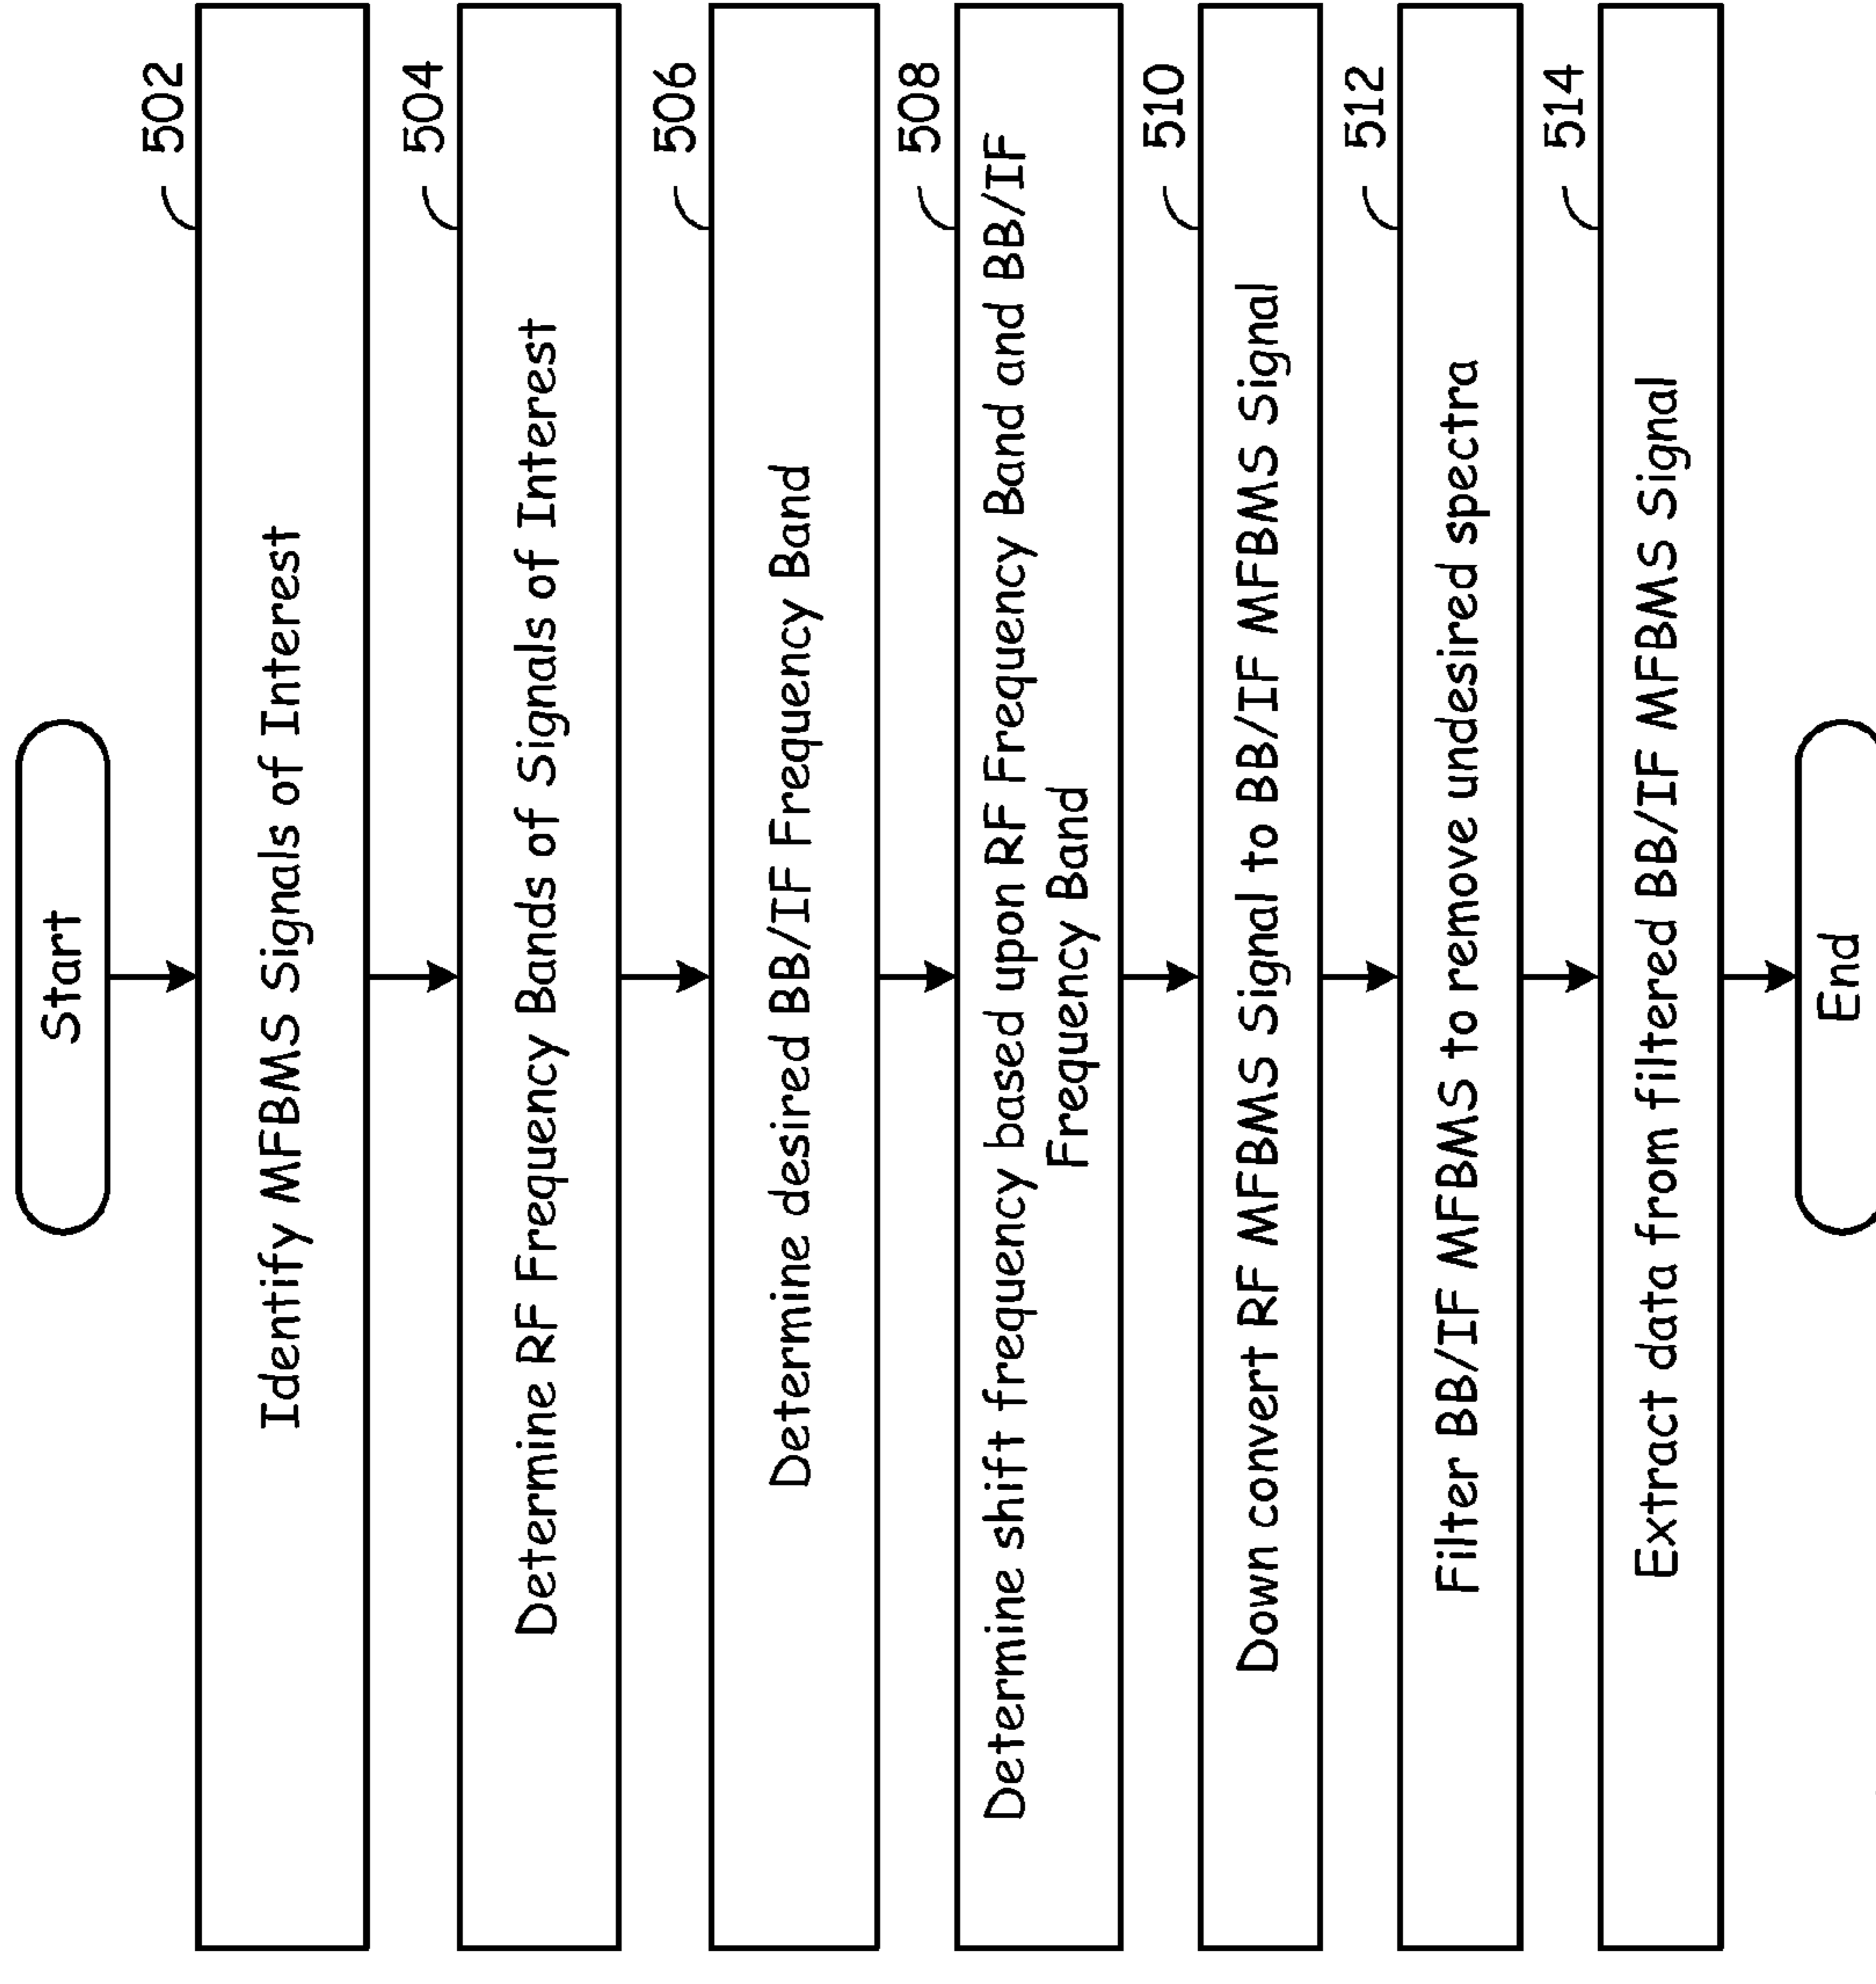 Start
502
Identify MFBMS Signals of Interest
504
Determine RF Frequency Bands of Signals of Interest
506
Determine desired BB/IF Frequency Band
508
Determine shift frequency based upon RF Frequency Band and BB/IF
Frequency Band
510
Down convert RF MFBMS Signal to BB/IF MFBMS Signal
512
Filter BB/IF MFBMS to remove undesired spectra
514
Extract data from filtered BB/IF MFBMS Signal
End